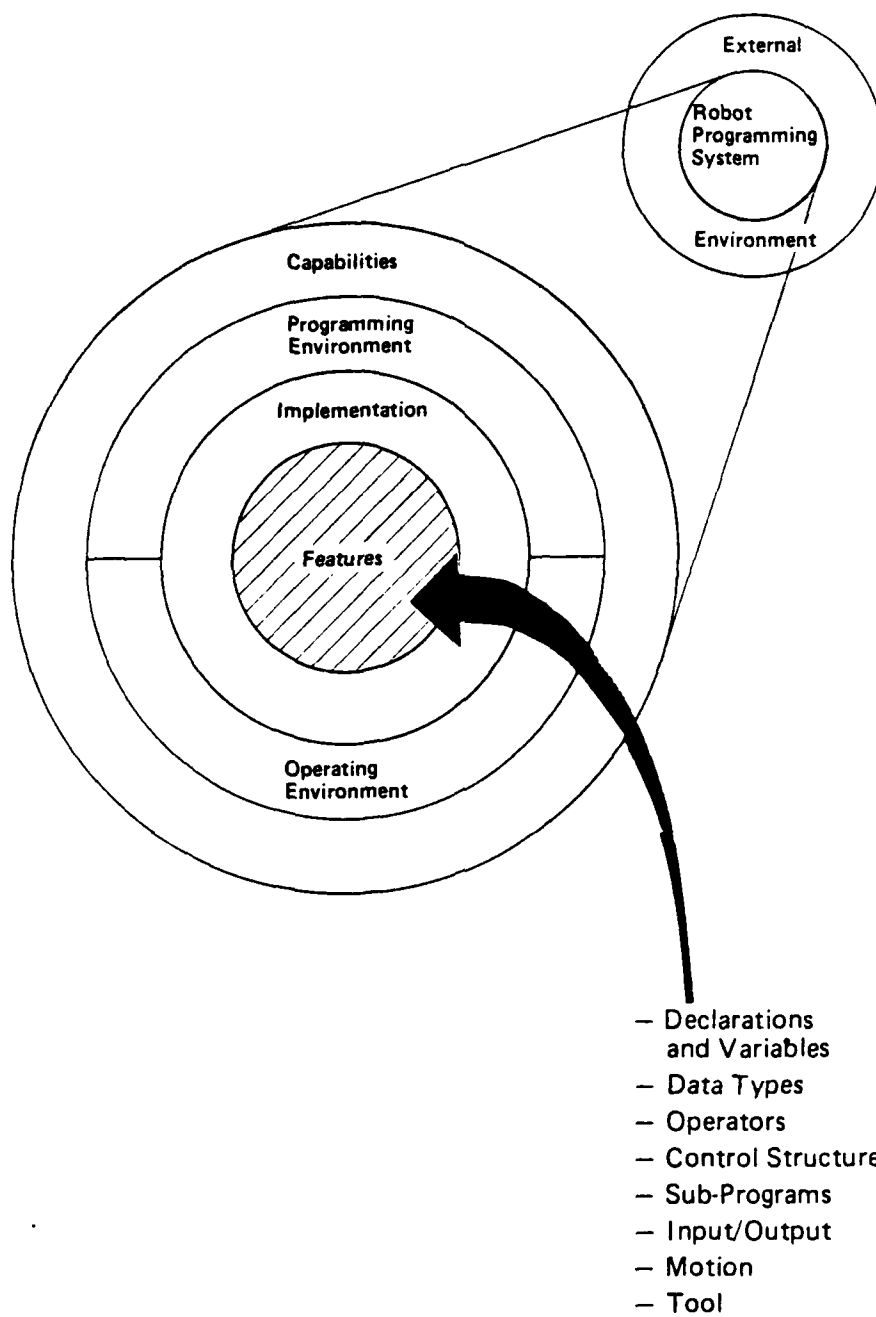 External
Robot
Programming
System
Environment
Capabilities
Programming
Environment
Implementation
Features
Operating
Environment
— Declarations
and Variables
— Data Types
— Operators
— Control Structure
— Sub-Programs
— Input/Output
— Motion
— Tool